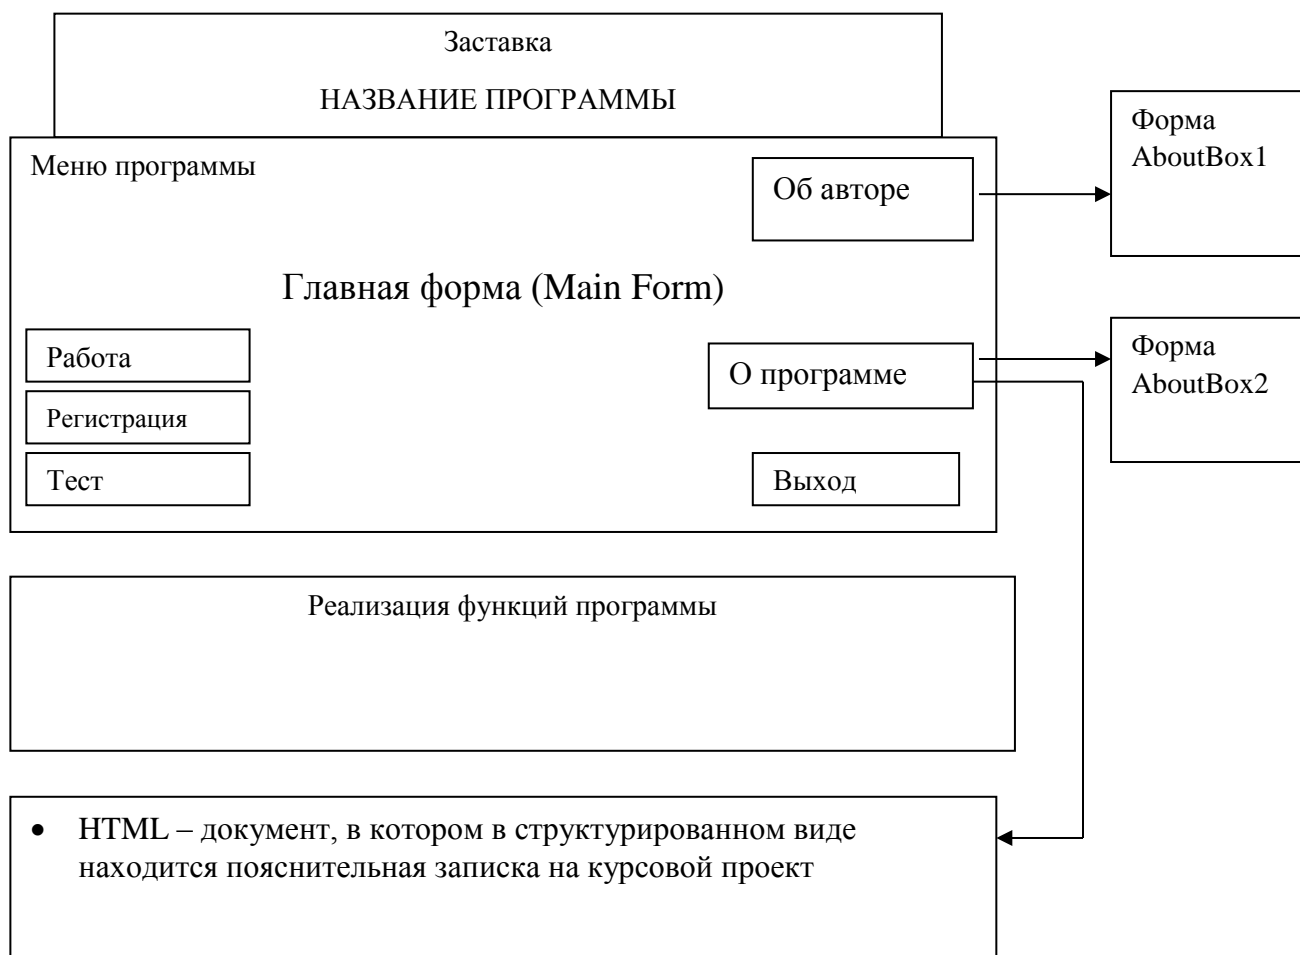 Заставка
НАЗВАНИЕ ПРОГРАММЫ
Форма
AboutBox1
Меню программы
Об авторе
Главная форма (Main Form)
Работа
Регистрация
Тест
О программе
Выход
Форма
AboutBox2
Реализация функций программы
• HTML – документ, в котором в структурированном виде
находится пояснительная записка на курсовой проект